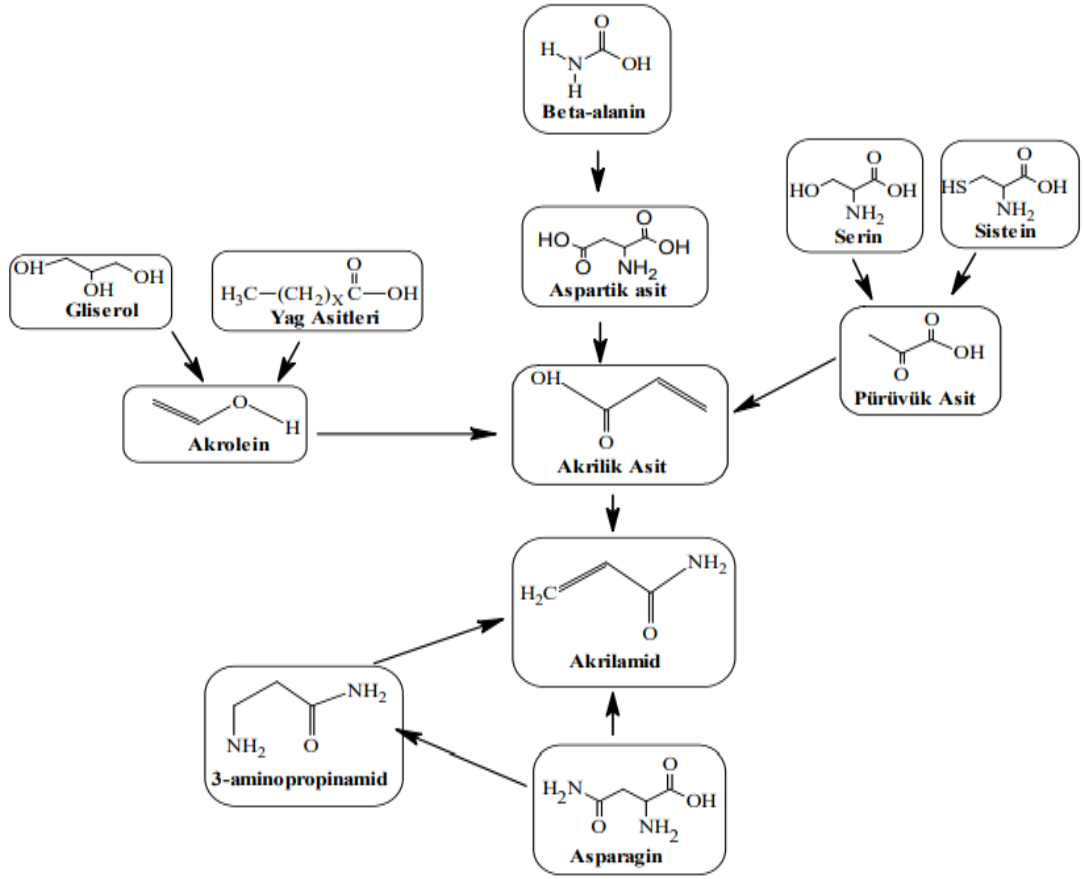 O
H
N
OH
H
Beta-alanin
O
HO
OH
NH2
Serin
O
HS
OH
NH2
Sistein
O
HO
OH
O
NH2
Aspartik asit
OH
OH
OH
Gliserol
O
H3C—(CH2)X—C—OH
Yag Asitleri
O
OH
O
Pürüvük Asit
O
H
Akrolein
OH
O
Akrilik Asit
NH2
H2C
O
Akrilamid
NH2
NH2
O
3-aminopropinamid
O
H2N
OH
O
NH2
Asparagin